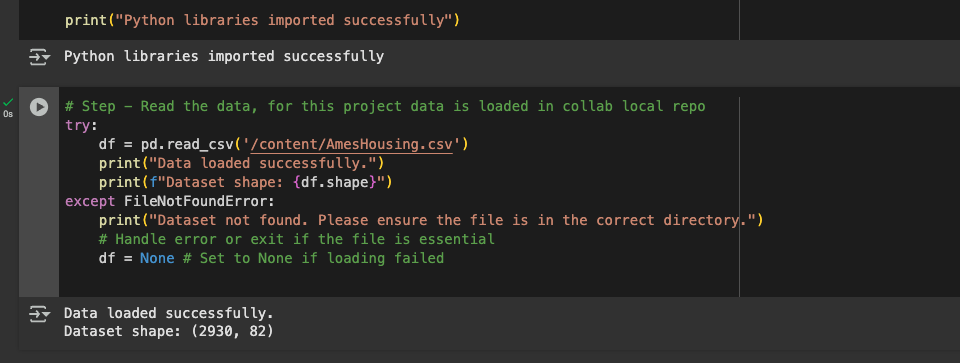 print("Python libraries imported successfully")
Python libraries imported successfully
0s
# Step – Read the data, for this project data is loaded in collab local repo
try:
    df = pd.read_csv('/content/AmesHousing.csv')
    print("Data loaded successfully.")
    print(f"Dataset shape: {df.shape}")
except FileNotFoundError:
    print("Dataset not found. Please ensure the file is in the correct directory.")
    # Handle error or exit if the file is essential
    df = None # Set to None if loading failed
Data loaded successfully.
Dataset shape: (2930, 82)